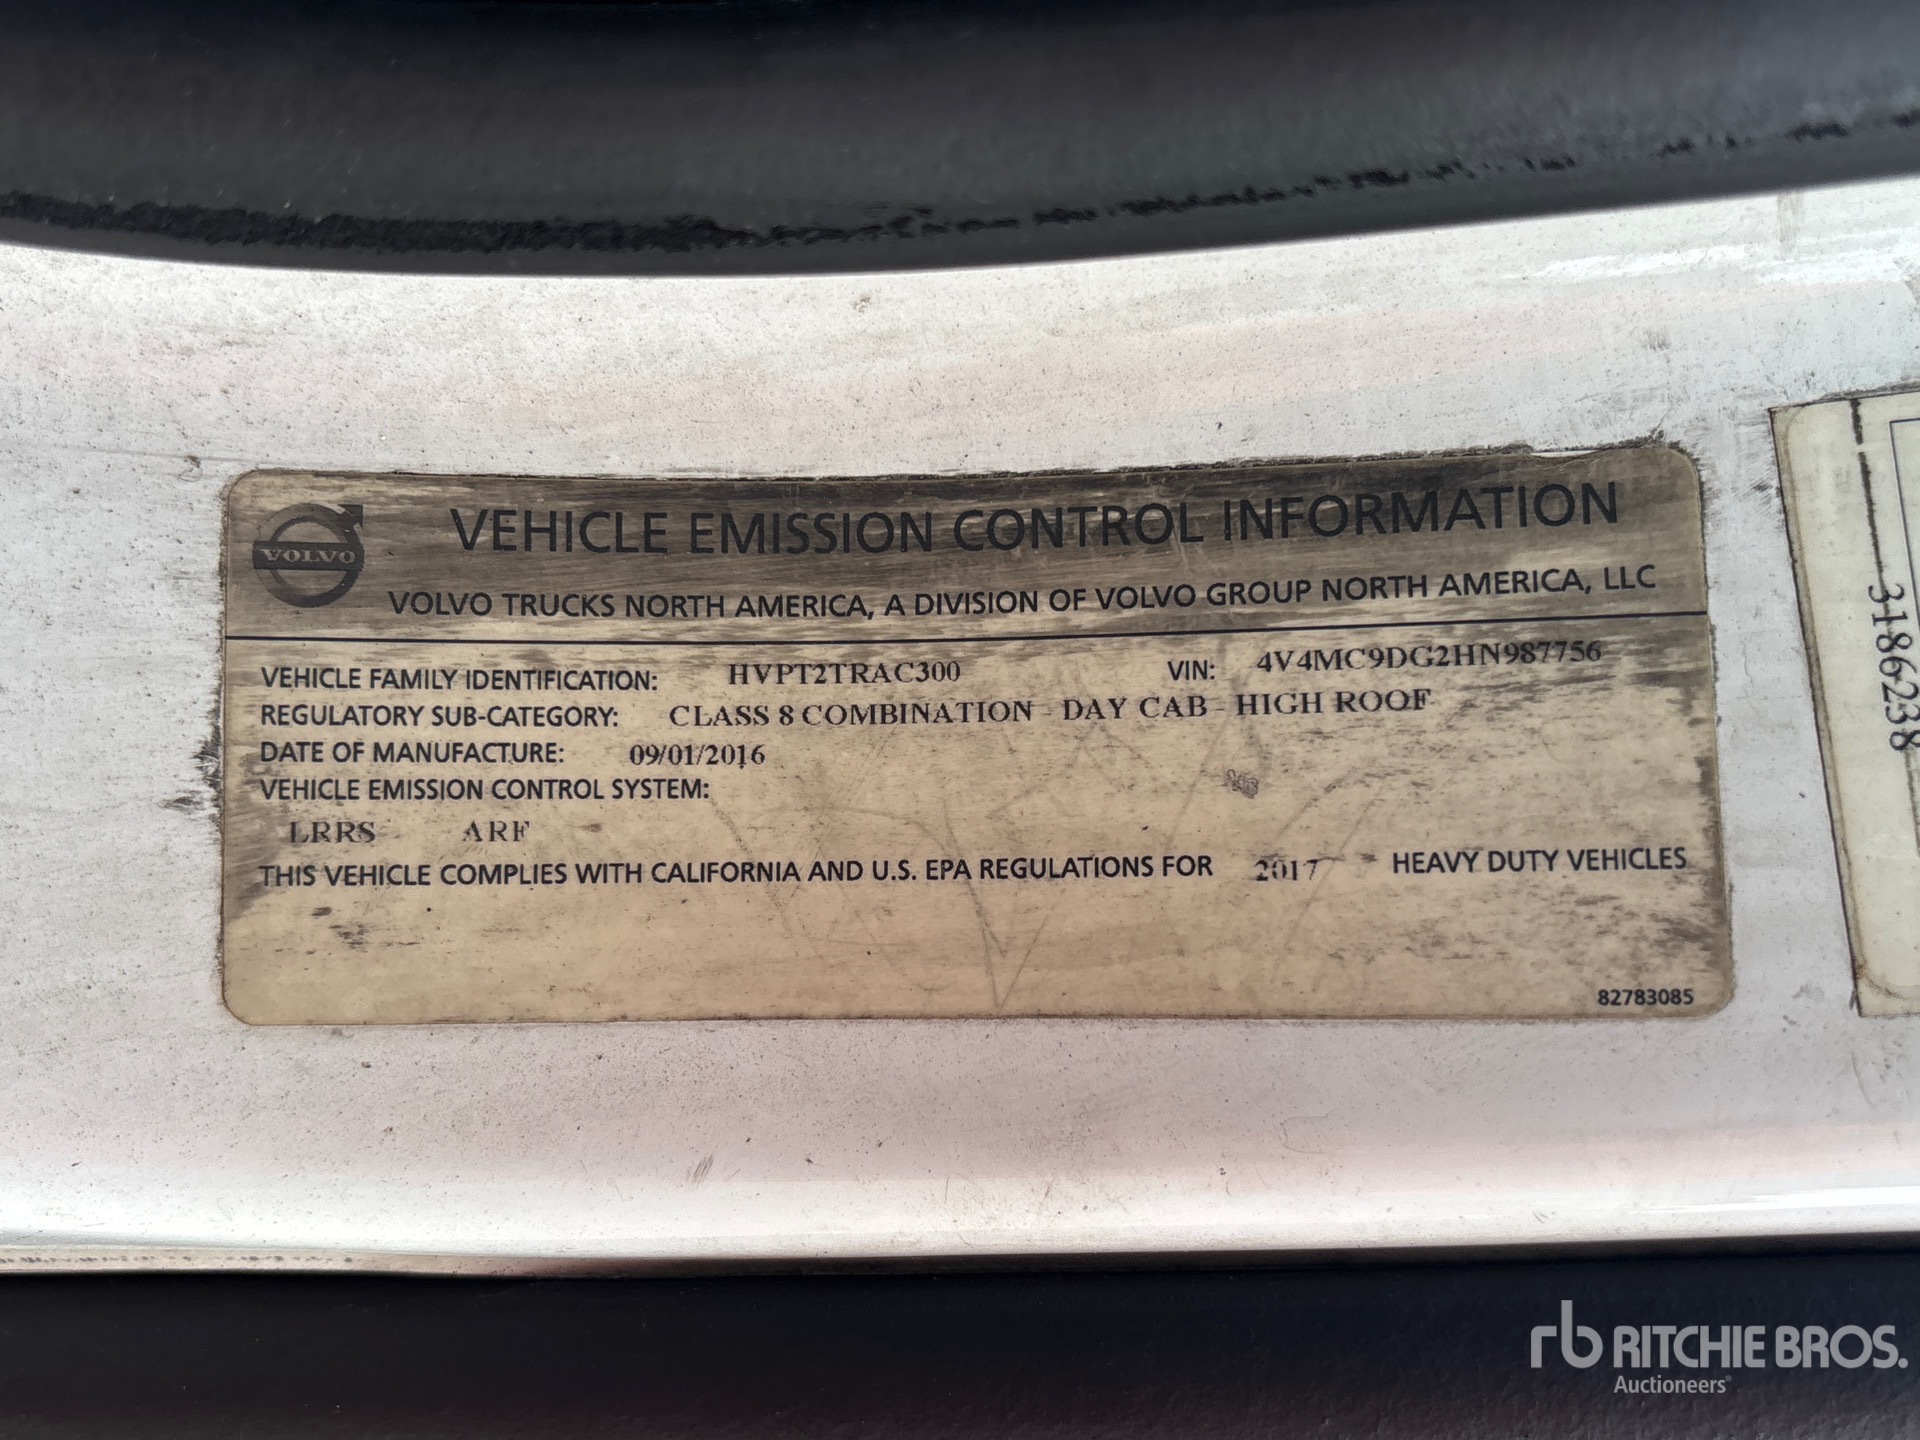 VOLVO
VEHICLE EMISSION CONTROL INFORMATION
VOLVO TRUCKS NORTH AMERICA, A DIVISION OF VOLVO GROUP NORTH AMERICA, LLC
VEHICLE FAMILY IDENTIFICATION: HVPT2TRAC300 VIN: 4V4MC9DG2HN987756
REGULATORY SUB-CATEGORY: CLASS 8 COMBINATION - DAY CAB - HIGH ROOF
DATE OF MANUFACTURE: 09/01/2016
VEHICLE EMISSION CONTROL SYSTEM:
LRRS ARF
THIS VEHICLE COMPLIES WITH CALIFORNIA AND U.S. EPA REGULATIONS FOR 2017 HEAVY DUTY VEHICLES
82783085
3186238
rb RITCHIE BROS.
Auctioneers®